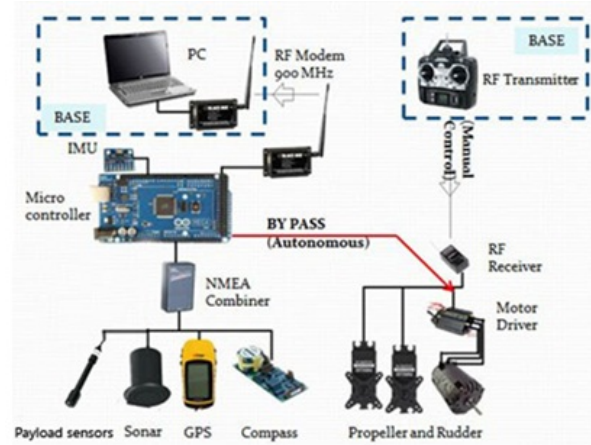 PC
RF Modem
900 MHz
BASE
BASE
RF Transmitter
IMU
(Manual
Control)
Micro
controller
BY PASS
(Autonomous)
RF
Receiver
NMEA
Combiner
Motor
Driver
Payload sensors
Sonar
GPS
Compass
Propeller and Rudder